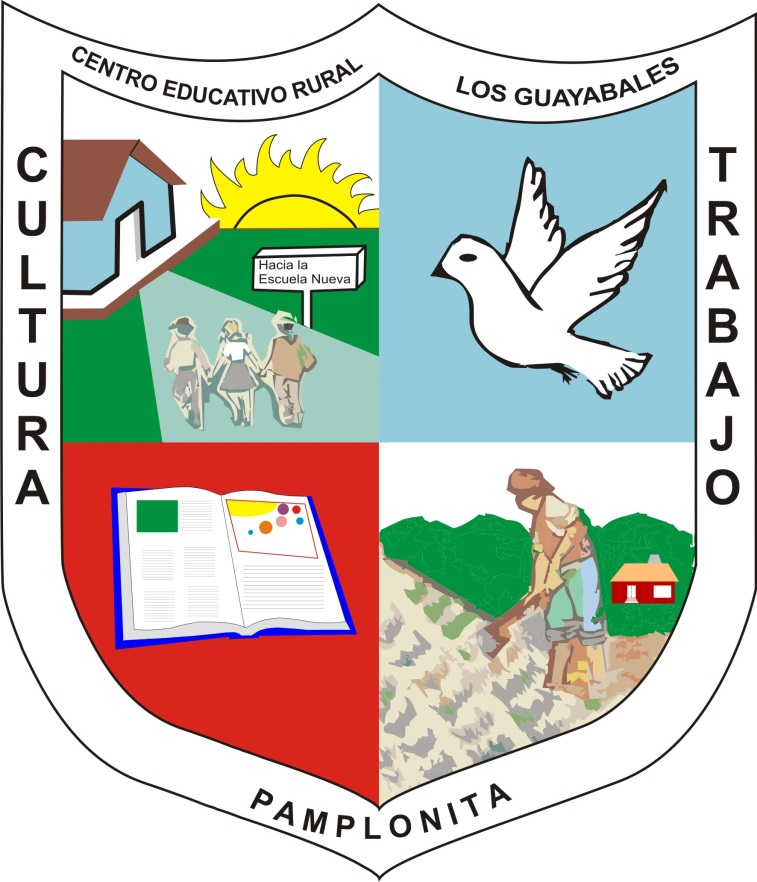 CENTRO EDUCATIVO RURAL LOS GUAYABALES
CULTURA
TRABAJO
Hacia la
Escuela Nueva
PAMPLONITA